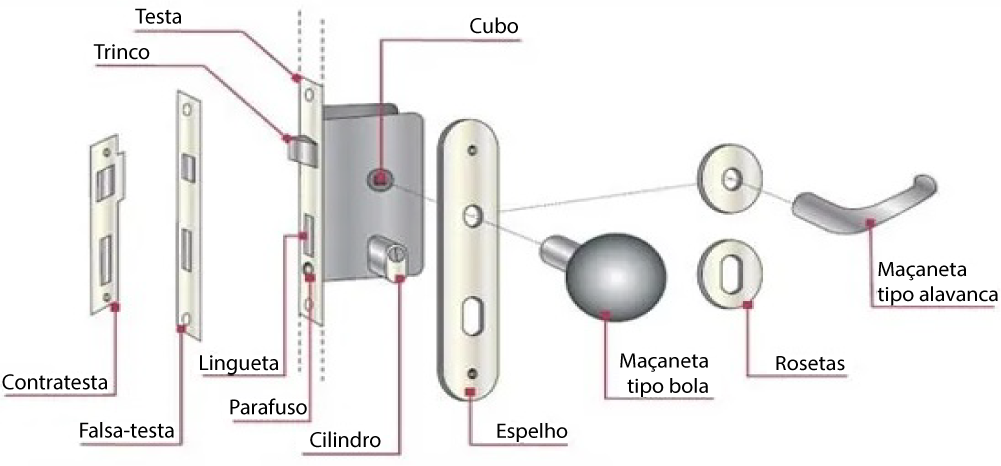 Testa
Cubo
Trinco
Maçaneta
tipo alavanca
Lingueta
Maçaneta
tipo bola
Rosetas
Contratesta
Parafuso
Falsa-testa
Cilindro
Espelho